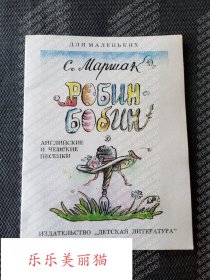 ДЛЯ МАЛЕНЬКИХ
С. Маршак
РОБИН
БОБИН
АНГЛИЙСКИЕ
И ЧЕШСКИЕ
ПЕСЕНКИ
ИЗДАТЕЛЬСТВО „ДЕТСКАЯ ЛИТЕРАТУРА"
乐乐美丽猫